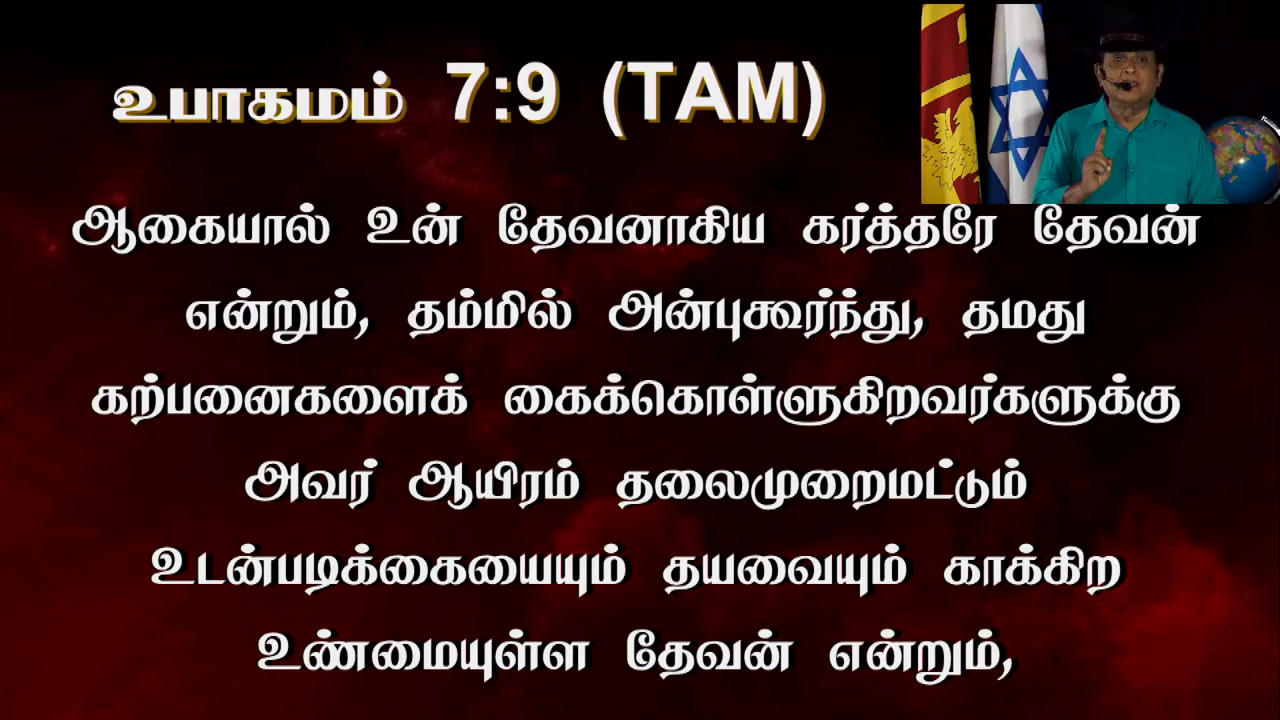 உபாகமம் 7:9 (TAM)
ஆகையால் உன் தேவனாகிய கர்த்தரே தேவன்
என்றும், தம்மில் அன்புகூர்ந்து, தமது
கற்பனைகளைக் கைக்கொள்ளுகிறவர்களுக்கு
அவர் ஆயிரம் தலைமுறைமட்டும்
உடன்படிக்கையையும் தயவையும் காக்கிற
உண்மையுள்ள தேவன் என்றும்,